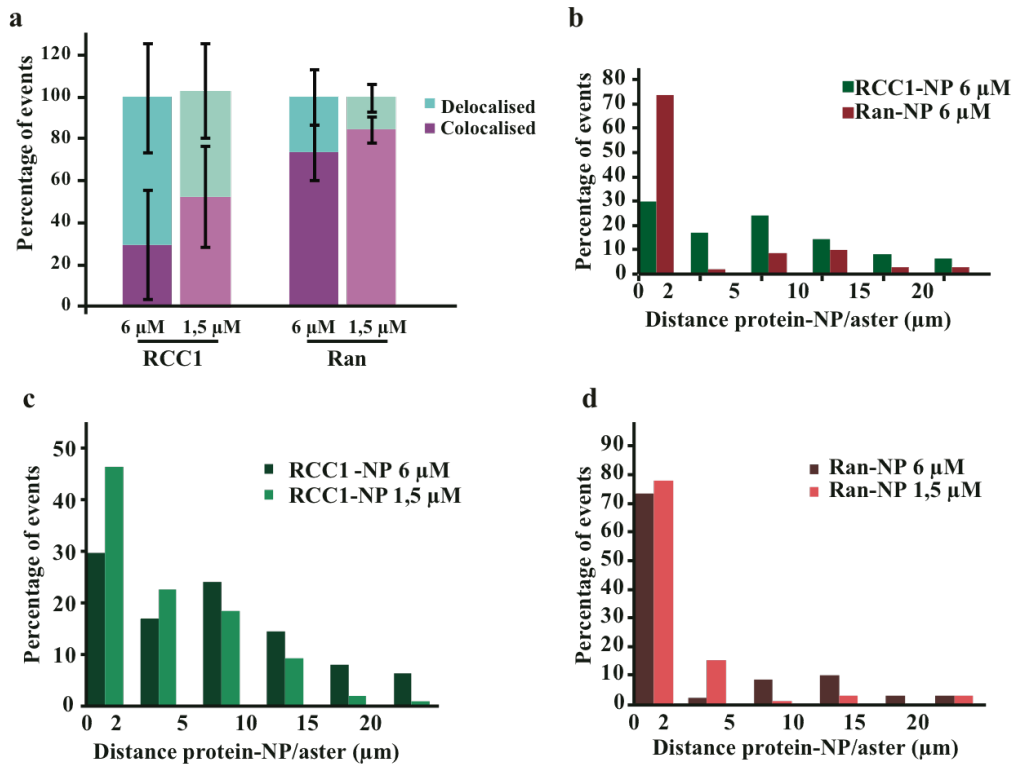 a
120
100
80
60
40
20
0
Percentage of events
Delocalised
Colocalised
6 µM 1,5 µM 6 µM 1,5 µM
RCC1 Ran
b
80
70
60
50
40
30
20
10
0
Percentage of events
RCC1-NP 6 µM
Ran-NP 6 µM
0 2 5 10 15 20
Distance protein-NP/aster (µm)
c
50
40
30
20
10
0
Percentage of events
RCC1 -NP 6 µM
RCC1-NP 1,5 µM
0 2 5 10 15 20
Distance protein-NP/aster (µm)
d
90
80
70
60
50
40
30
20
10
0
Percentage of events
Ran-NP 6 µM
Ran-NP 1,5 µM
0 2 5 10 15 20
Distance protein-NP/aster (µm)